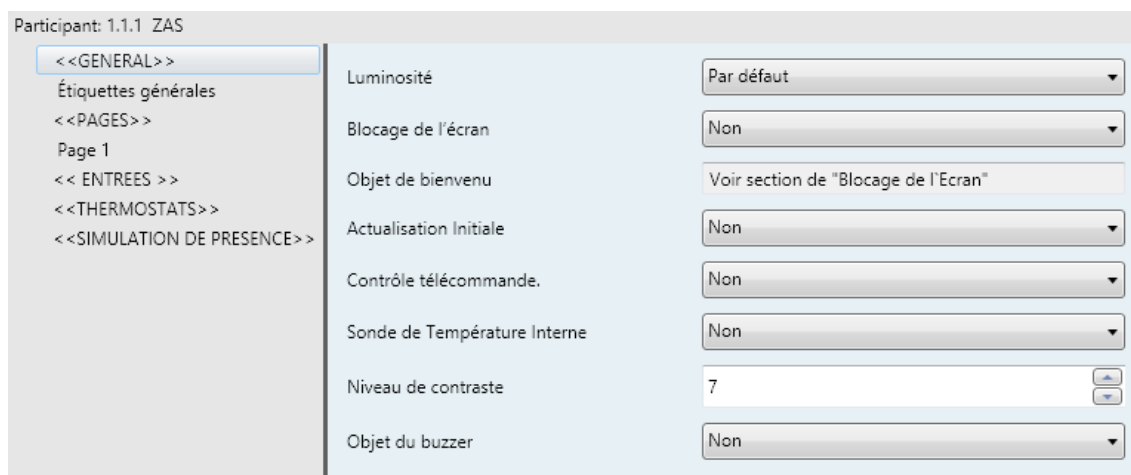 Participant: 1.1.1 ZAS
<<GENERAL>>
Étiquettes générales
<<PAGES>>
Page 1
<< ENTREES >>
<<THERMOSTATS>>
<<SIMULATION DE PRESENCE>>
Luminosité Par défaut
Blocage de l'écran Non
Objet de bienvenu Voir section de "Blocage de l`Ecran"
Actualisation Initiale Non
Contrôle télécommande. Non
Sonde de Température Interne Non
Niveau de contraste 7
Objet du buzzer Non